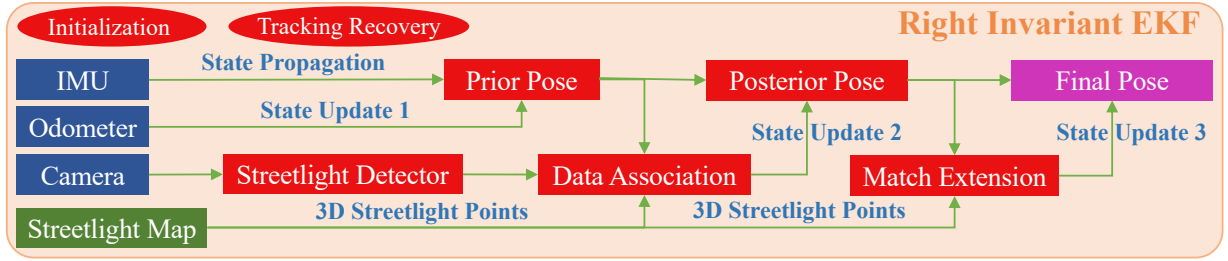 Initialization
Tracking Recovery
Right Invariant EKF
IMU
State Propagation
Prior Pose
Posterior Pose
Final Pose
Odometer
State Update 1
State Update 2
State Update 3
Camera
Streetlight Detector
Data Association
Match Extension
3D Streetlight Points
3D Streetlight Points
Streetlight Map